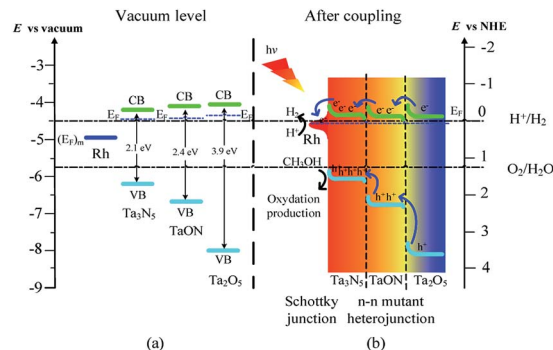 Vacuum level
After coupling
E vs vacuum
E vs NHE
-3
-4
-5
-6
-7
-8
-9
CB
CB
CB
E_F
E_F
E_F
(E_F)m
Rh
2.1 eV
2.4 eV
3.9 eV
VB
Ta₃N₅
VB
TaON
VB
Ta₂O₅
hν
H₂
H⁺
Rh
CH₃OH
Oxydation
production
e⁻ e⁻ e⁻
e⁻ e⁻
e⁻
E_F
h⁺h⁺h⁺h⁺
h⁺h⁺
h⁺
Ta₃N₅
TaON
Ta₂O₅
-2
-1
0
1
2
3
4
H⁺/H₂
O₂/H₂O
Schottky
junction
n-n mutant
heterojunction
(a)
(b)